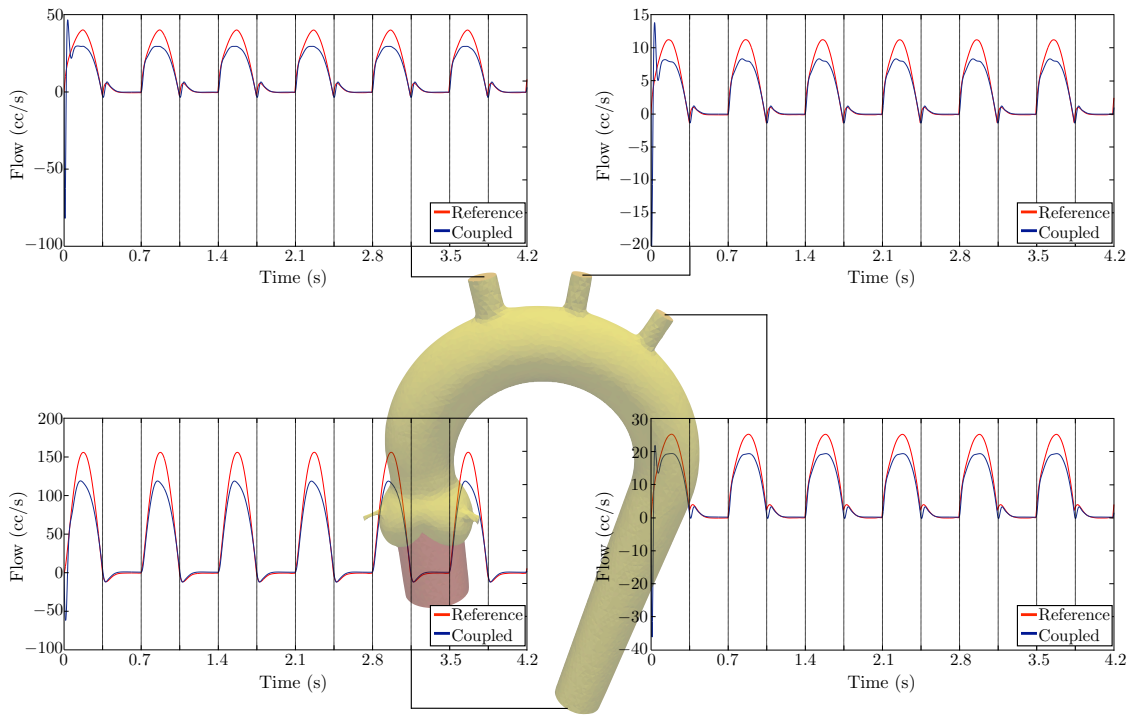 50
0
−50
−100
Flow (cc/s)
Reference
Coupled
0 0.7 1.4 2.1 2.8 3.5 4.2
Time (s)
15
10
5
0
−5
−10
−15
−20
Flow (cc/s)
Reference
Coupled
0 0.7 1.4 2.1 2.8 3.5 4.2
Time (s)
200
150
100
50
0
−50
−100
Flow (cc/s)
Reference
Coupled
0 0.7 1.4 2.1 2.8 3.5 4.2
Time (s)
30
20
10
0
−10
−20
−30
−40
Flow (cc/s)
Reference
Coupled
0 0.7 1.4 2.1 2.8 3.5 4.2
Time (s)